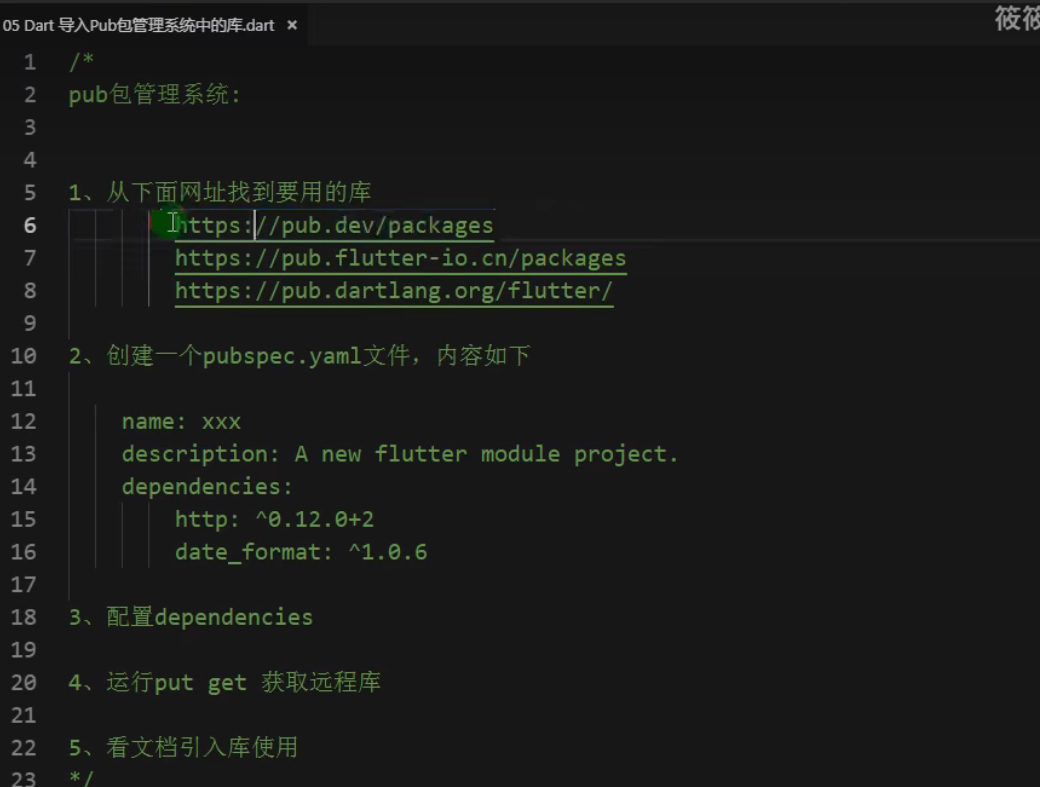 05 Dart 导入Pub包管理系统中的库.dart ×
筱筱
1 /*
2 pub包管理系统:
3
4
5 1、从下面网址找到要用的库
6 https://pub.dev/packages
7 https://pub.flutter-io.cn/packages
8 https://pub.dartlang.org/flutter/
9
10 2、创建一个pubspec.yaml文件，内容如下
11
12 name: xxx
13 description: A new flutter module project.
14 dependencies:
15 http: ^0.12.0+2
16 date_format: ^1.0.6
17
18 3、配置dependencies
19
20 4、运行put get 获取远程库
21
22 5、看文档引入库使用
23 */